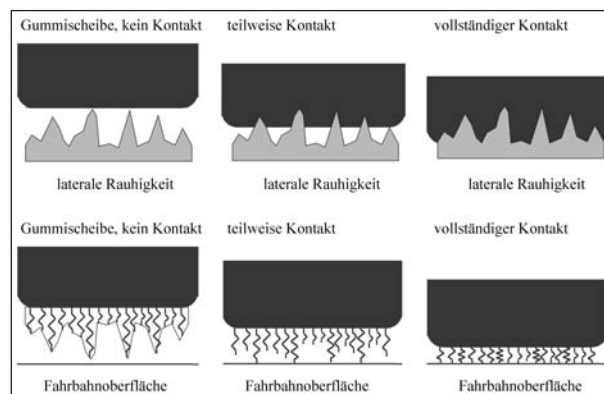 Gummischeibe, kein Kontakt
teilweise Kontakt
vollständiger Kontakt
laterale Rauhigkeit
laterale Rauhigkeit
laterale Rauhigkeit
Gummischeibe, kein Kontakt
teilweise Kontakt
vollständiger Kontakt
Fahrbahnoberfläche
Fahrbahnoberfläche
Fahrbahnoberfläche